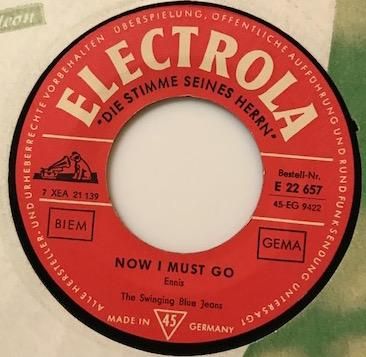 ALLE HERSTELLER- UND URHEBERRECHTE VORBEHALTEN ÜBERSPIELUNG, ÖFFENTLICHE AUFFÜHRUNG UND RUNDFUNKSENDUNG UNTERSAGT
ELECTROLA
"DIE STIMME SEINES HERRN"
7 XEA 21 139
Bestell-Nr.
E 22 657
45-EG 9422
BIEM
GEMA
NOW I MUST GO
Ennis
The Swinging Blue Jeans
MADE IN 45 GERMANY